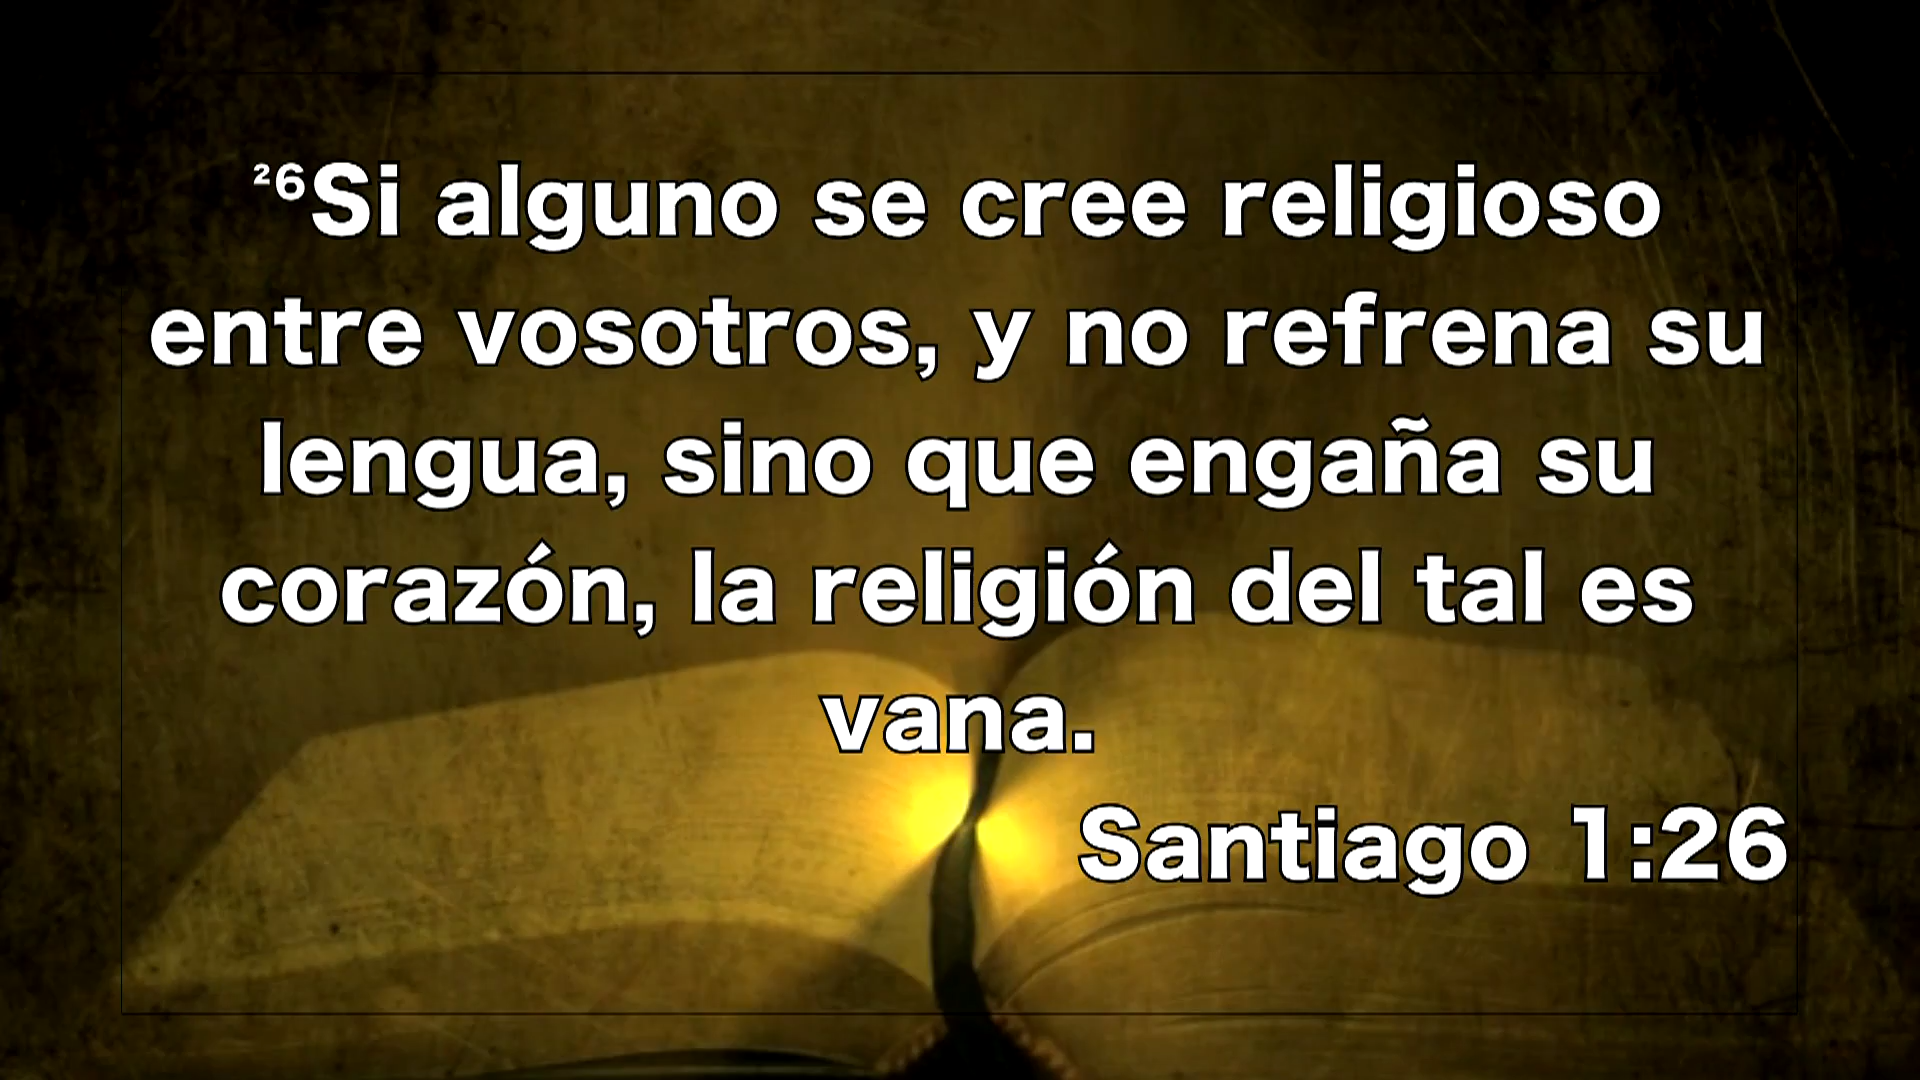 ²⁶Si alguno se cree religioso
entre vosotros, y no refrena su
lengua, sino que engaña su
corazón, la religión del tal es
vana.
Santiago 1:26